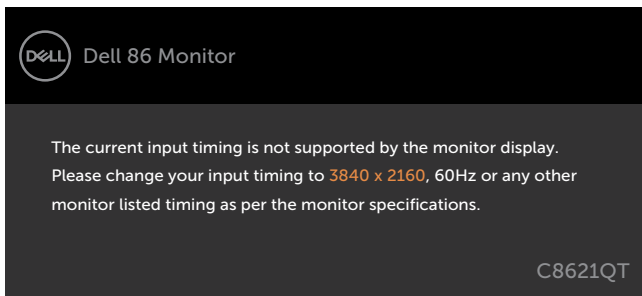 DELL
Dell 86 Monitor
The current input timing is not supported by the monitor display.
Please change your input timing to 3840 x 2160, 60Hz or any other
monitor listed timing as per the monitor specifications.
C8621QT